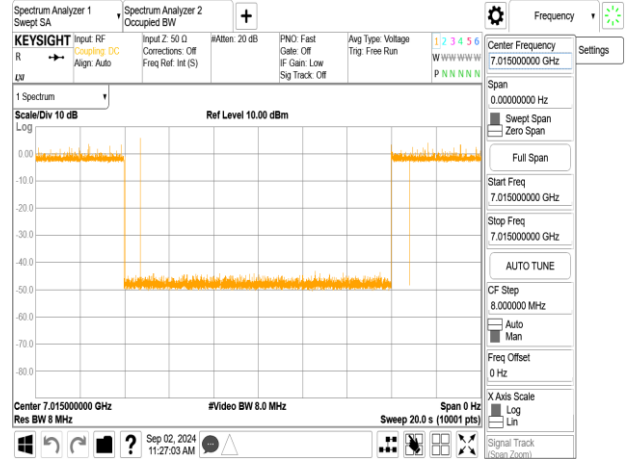 Spectrum Analyzer 1
Swept SA
Spectrum Analyzer 2
Occupied BW
+
Frequency
KEYSIGHT
R
LW
Input: RF
Coupling: DC
Align: Auto
Input Z: 50 Ω
Corrections: Off
Freq Ref: Int (S)
#Atten: 20 dB
PNO: Fast
Gate: Off
IF Gain: Low
Sig Track: Off
Avg Type: Voltage
Trig: Free Run
1 2 3 4 5 6
W W W W W W
P N N N N N
1 Spectrum
Scale/Div 10 dB
Ref Level 10.00 dBm
Log
0.00
-10.0
-20.0
-30.0
-40.0
-50.0
-60.0
-70.0
-80.0
Center 7.015000000 GHz
#Video BW 8.0 MHz
Span 0 Hz
Res BW 8 MHz
Sweep 20.0 s (10001 pts)
Sep 02, 2024
11:27:03 AM
?
Center Frequency
7.015000000 GHz
Settings
Span
0.00000000 Hz
Swept Span
Zero Span
Full Span
Start Freq
7.015000000 GHz
Stop Freq
7.015000000 GHz
AUTO TUNE
CF Step
8.000000 MHz
Auto
Man
Freq Offset
0 Hz
X Axis Scale
Log
Lin
Signal Track
(Span Zoom)